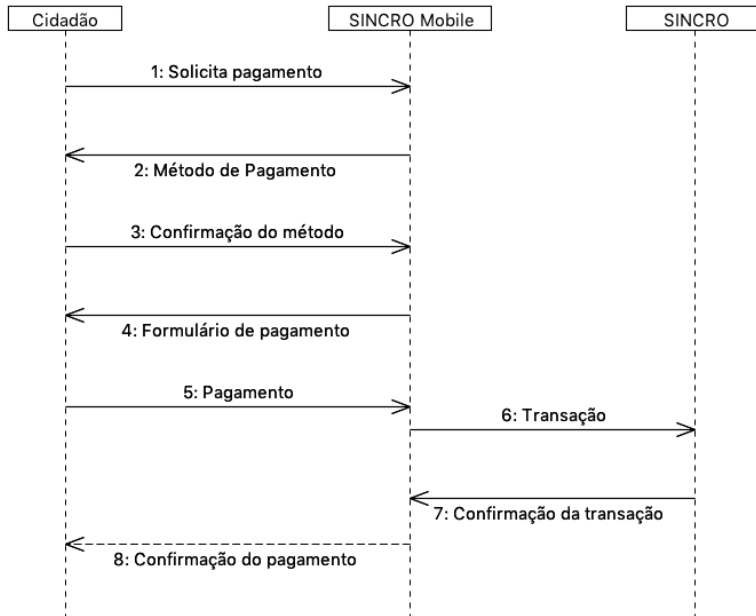 Cidadão
SINCRO Mobile
SINCRO
1: Solicita pagamento
2: Método de Pagamento
3: Confirmação do método
4: Formulário de pagamento
5: Pagamento
6: Transação
7: Confirmação da transação
8: Confirmação do pagamento